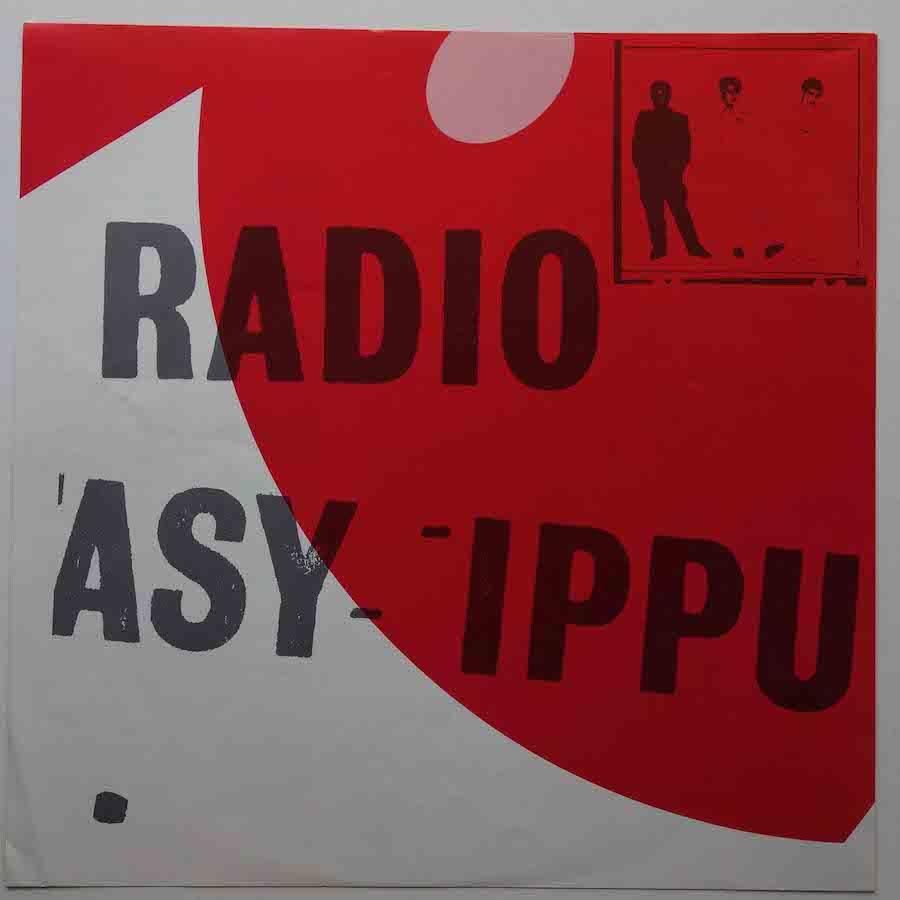 RADIO
'ASY- -IPPU
.